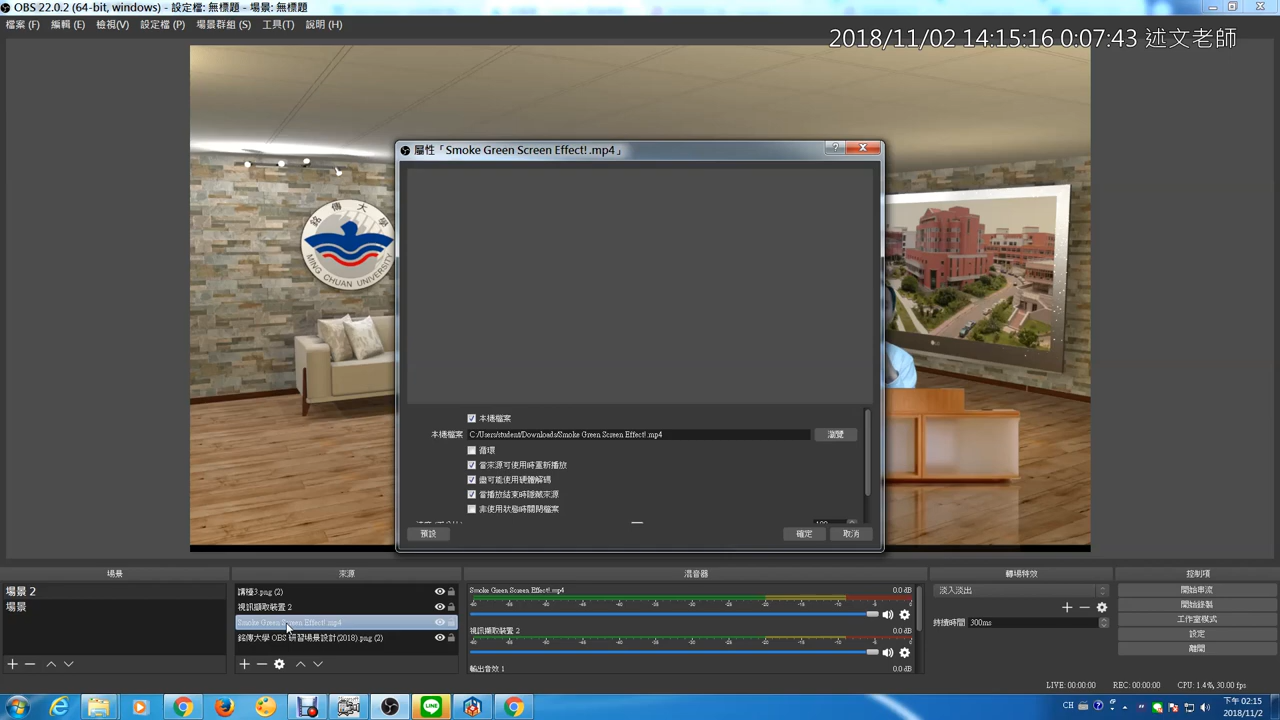 OBS 22.0.2 (64-bit, windows) - 設定檔: 無標題 - 場景: 無標題
檔案 (F) 編輯 (E) 檢視(V) 設定檔 (P) 場景群組 (S) 工具(T) 說明 (H)
2018/11/02 14:15:16 0:07:43 述文老師
屬性「Smoke Green Screen Effect! .mp4」
銘傳大學
MING CHUAN UNIVERSITY
本機檔案
本機檔案 C:/Users/student/Downloads/Smoke Green Screen Effect! .mp4 瀏覽
循環
當來源可使用時重新播放
盡可能使用硬體解碼
當播放結束時隱藏來源
非使用狀態時關閉檔案
預設 確定 取消
場景 來源 混音器 轉場特效 控制項
場景 2
場景
講桌3.png (2)
視訊擷取裝置 2
Smoke Green Screen Effect! .mp4
銘傳大學 OBS 研習場景設計(2018).png (2)
Smoke Green Screen Effect! .mp4 0.0 dB
視訊擷取裝置 2 0.0 dB
輸出音效 1 0.0 dB
淡入淡出
持續時間 300ms
開始串流
開始錄製
工作室模式
設定
離開
LIVE: 00:00:00 REC: 00:00:00 CPU: 1.4%, 30.00 fps
CH
下午 02:15
2018/11/2